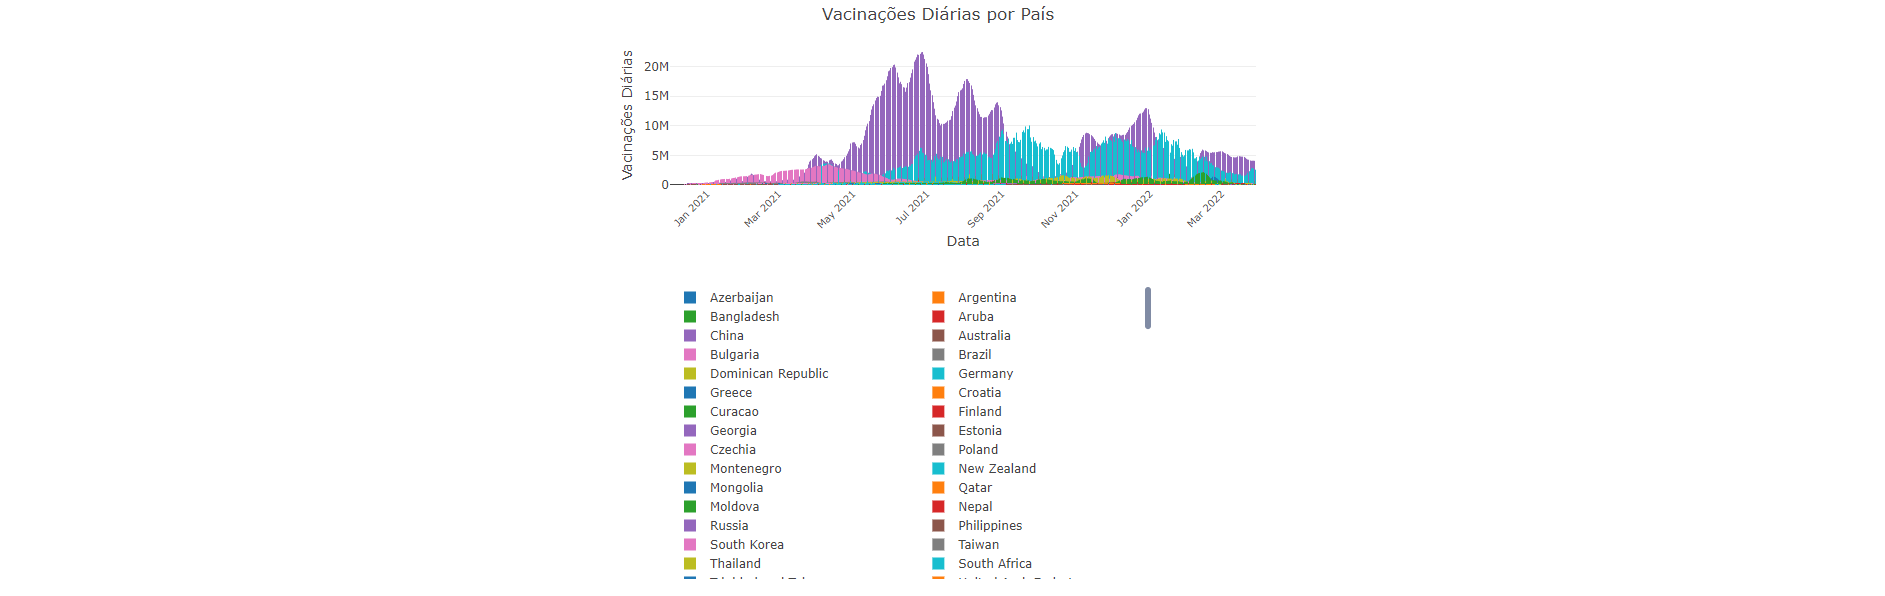 Vacinações Diárias por País
Vacinações Diárias
20M
15M
10M
5M
0
Jan 2021
Mar 2021
May 2021
Jul 2021
Sep 2021
Nov 2021
Jan 2022
Mar 2022
Data
Azerbaijan Argentina
Bangladesh Aruba
China Australia
Bulgaria Brazil
Dominican Republic Germany
Greece Croatia
Curacao Finland
Georgia Estonia
Czechia Poland
Montenegro New Zealand
Mongolia Qatar
Moldova Nepal
Russia Philippines
South Korea Taiwan
Thailand South Africa